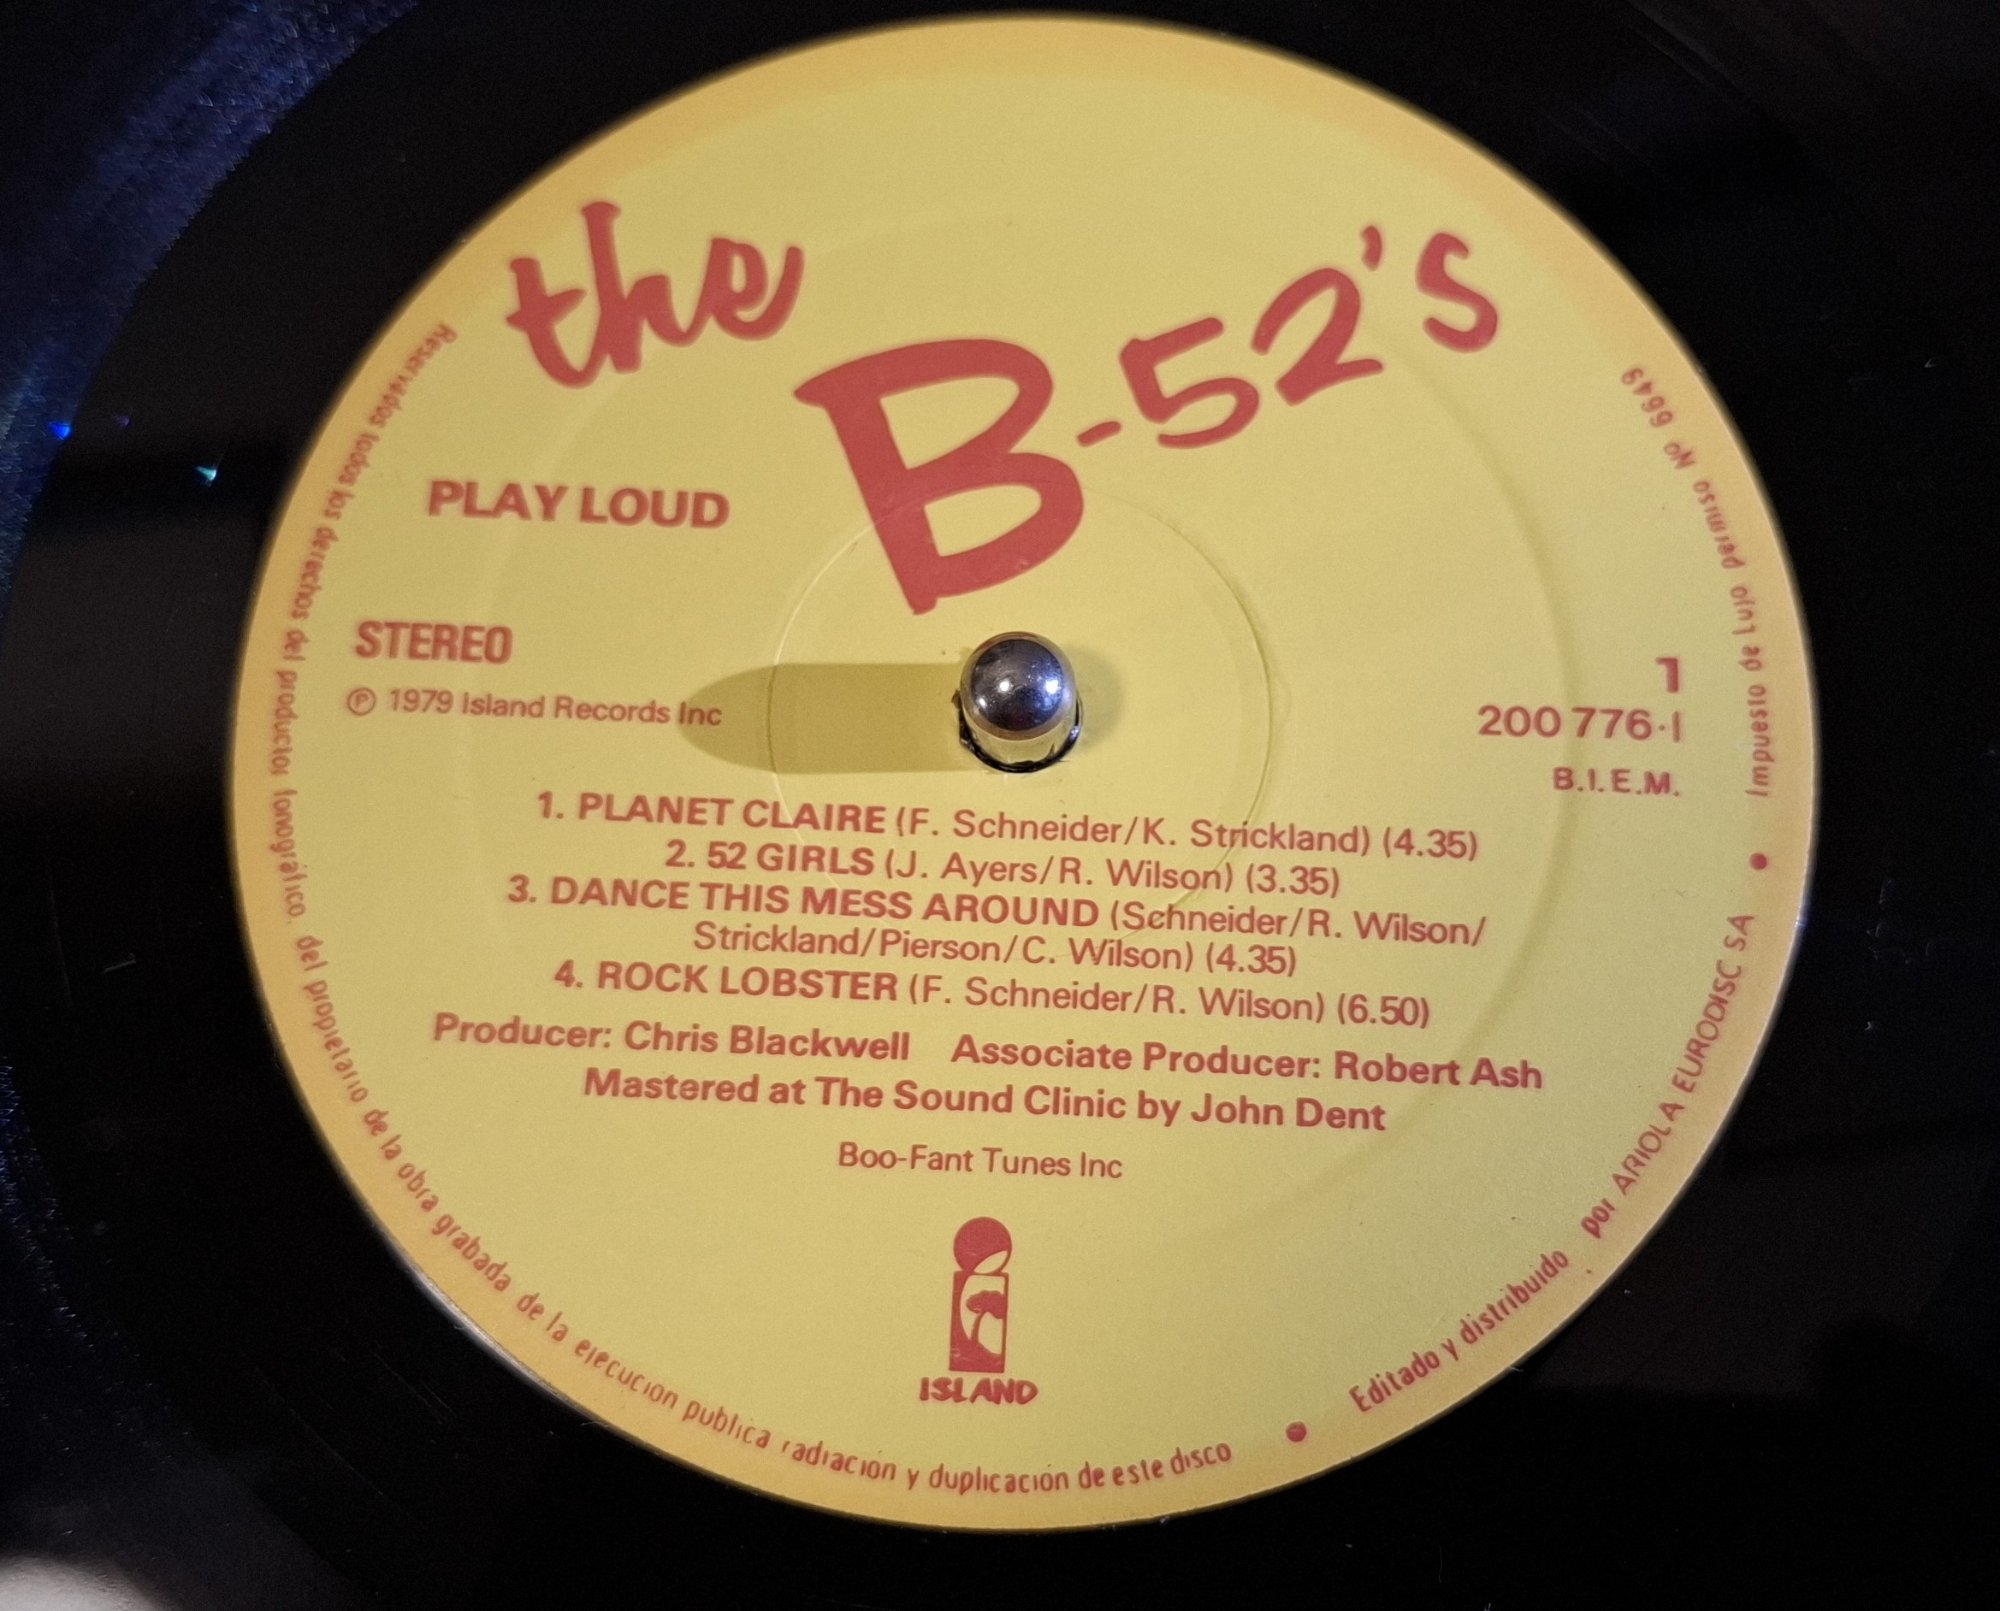 the B-52's
PLAY LOUD
STEREO
℗ 1979 Island Records Inc
1
200 776·I
B.I.E.M.
1. PLANET CLAIRE (F. Schneider/K. Strickland) (4.35)
2. 52 GIRLS (J. Ayers/R. Wilson) (3.35)
3. DANCE THIS MESS AROUND (Schneider/R. Wilson/
Strickland/Pierson/C. Wilson) (4.35)
4. ROCK LOBSTER (F. Schneider/R. Wilson) (6.50)
Producer: Chris Blackwell Associate Producer: Robert Ash
Mastered at The Sound Clinic by John Dent
Boo-Fant Tunes Inc
ISLAND
Reservados todos los derechos del productor fonográfico, del propietario de la obra grabada de la ejecución publica radiación y duplicación de este disco • Editado y distribuido por ARIOLA EURODISC SA • Impuesto de Lujo permiso No 6649